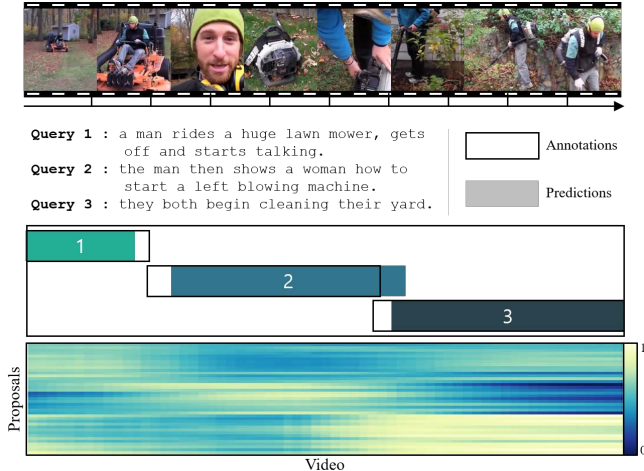 Query 1 : a man rides a huge lawn mower, gets
off and starts talking.
Query 2 : the man then shows a woman how to
start a left blowing machine.
Query 3 : they both begin cleaning their yard.
Annotations
Predictions
1
2
3
Proposals
1
0
Video